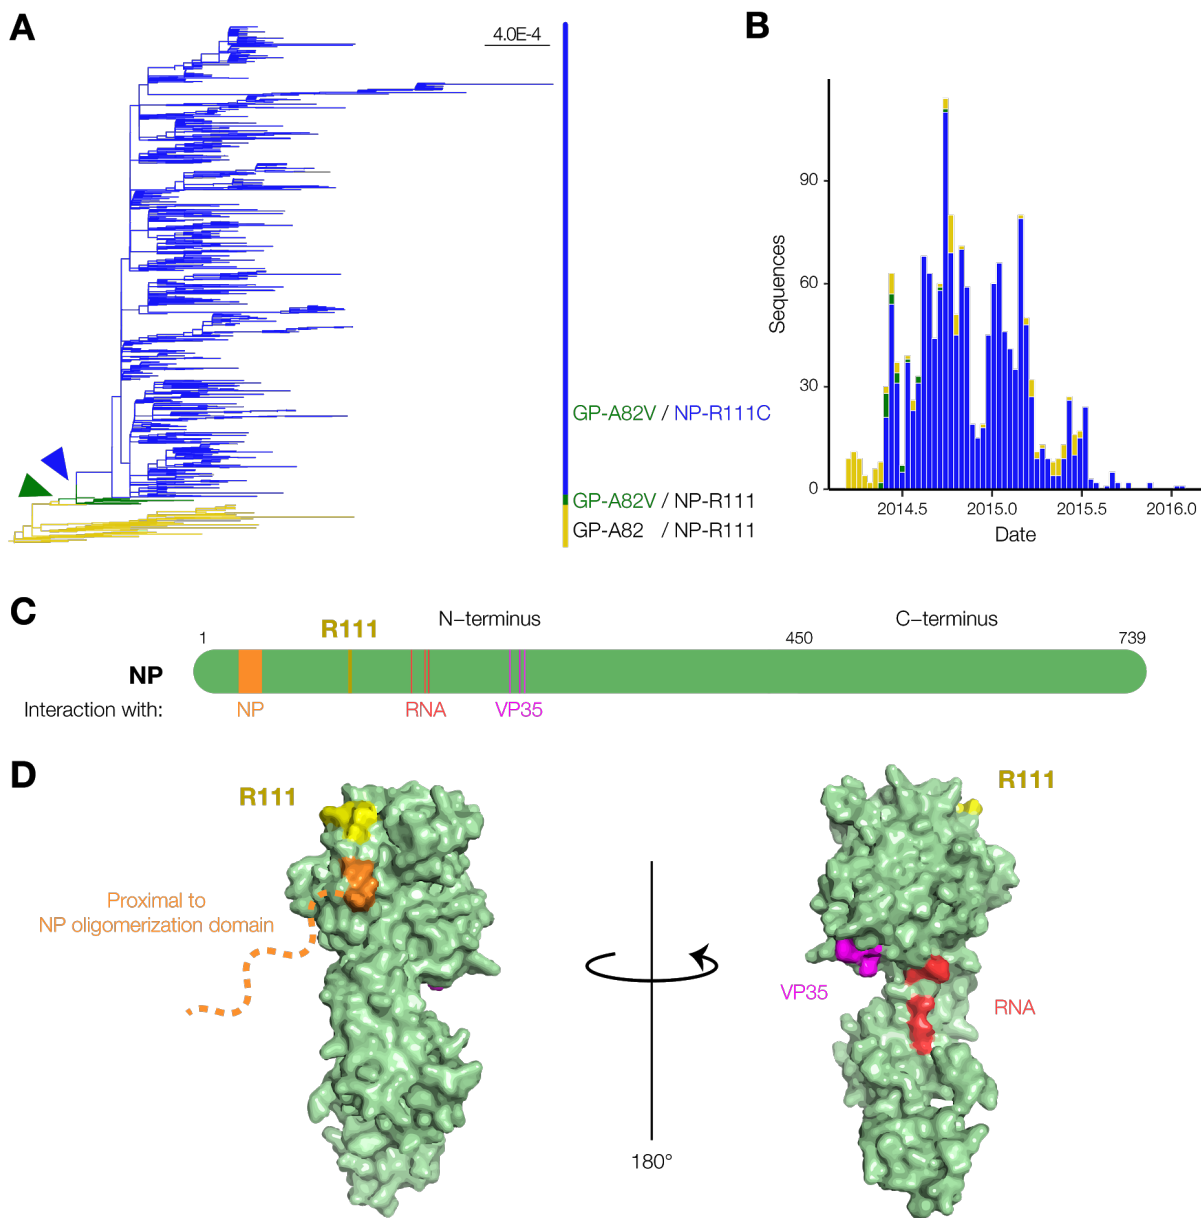 A
4.0E-4
GP-A82V / NP-R111C
GP-A82V / NP-R111
GP-A82 / NP-R111
B
Sequences
90
60
30
0
2014.5 2015.0 2015.5 2016.0
Date
C
R111 N-terminus C-terminus
1 450 739
NP
Interaction with: NP RNA VP35
D
R111
Proximal to
NP oligomerization domain
180°
R111
VP35
RNA